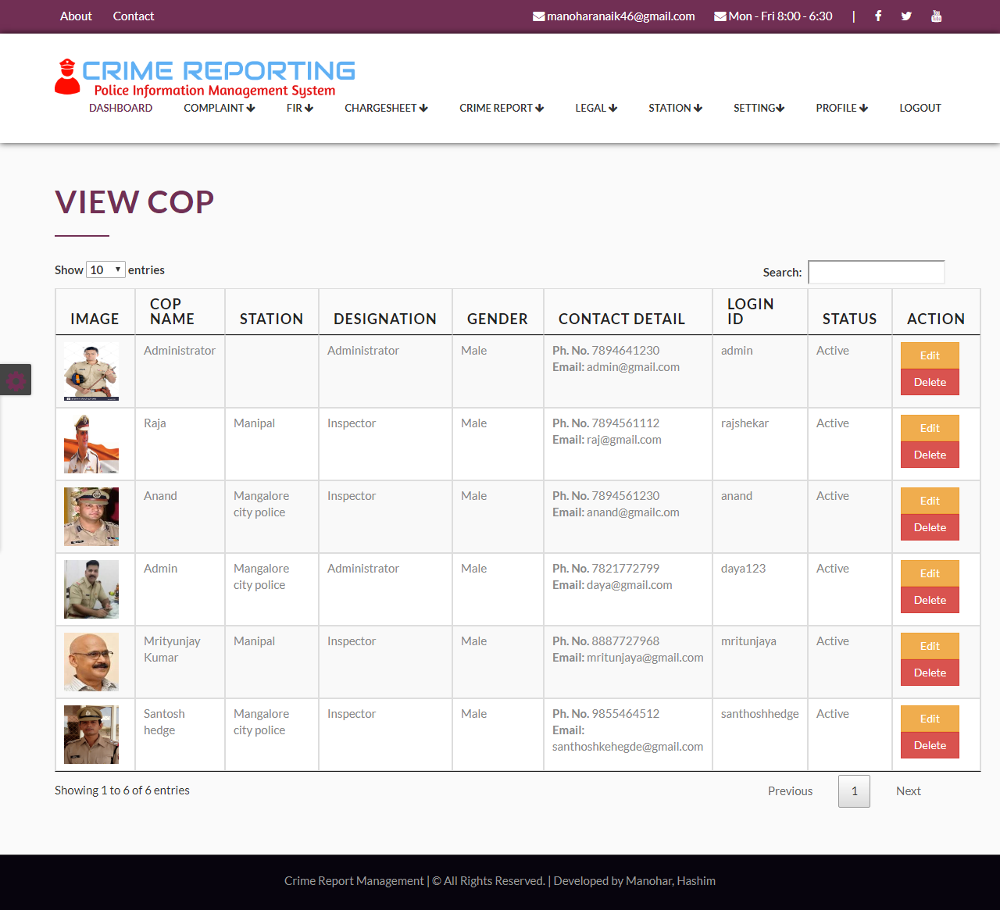 About Contact manoharanaik46@gmail.com Mon - Fri 8:00 - 6:30 |
CRIME REPORTING
Police Information Management System
DASHBOARD COMPLAINT FIR CHARGESHEET CRIME REPORT LEGAL STATION SETTING PROFILE LOGOUT
VIEW COP
Show 10 entries Search:
IMAGE COP NAME STATION DESIGNATION GENDER CONTACT DETAIL LOGIN ID STATUS ACTION
Administrator Administrator Male Ph. No. 7894641230 admin Active Edit
Email: admin@gmail.com Delete
Raja Manipal Inspector Male Ph. No. 7894561112 rajshekar Active Edit
Email: raj@gmail.com Delete
Anand Mangalore Inspector Male Ph. No. 7894561230 anand Active Edit
city police Email: anand@gmailc.om Delete
Admin Mangalore Administrator Male Ph. No. 7821772799 daya123 Active Edit
city police Email: daya@gmail.com Delete
Mrityunjay Manipal Inspector Male Ph. No. 8887727968 mritunjaya Active Edit
Kumar Email: mritunjaya@gmail.com Delete
Santosh Mangalore Inspector Male Ph. No. 9855464512 santhoshhedge Active Edit
hedge city police Email: Delete
santhoshkehegde@gmail.com
Showing 1 to 6 of 6 entries Previous 1 Next
Crime Report Management | © All Rights Reserved. | Developed by Manohar, Hashim